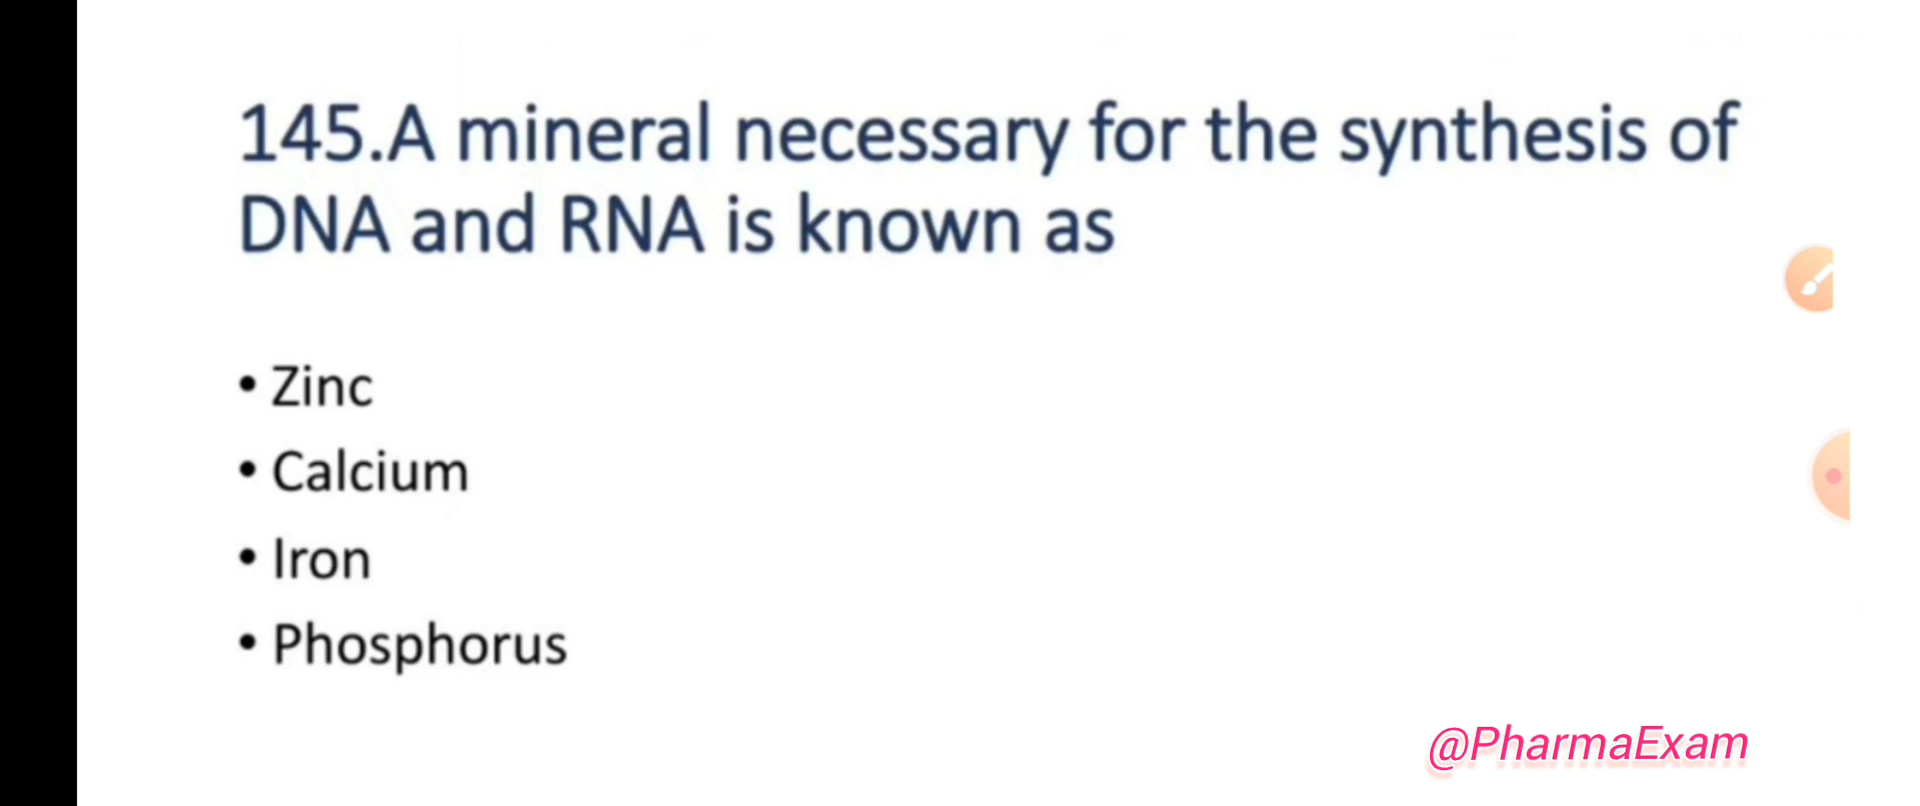 145.A mineral necessary for the synthesis of
DNA and RNA is known as
• Zinc
• Calcium
• Iron
• Phosphorus
@PharmaExam